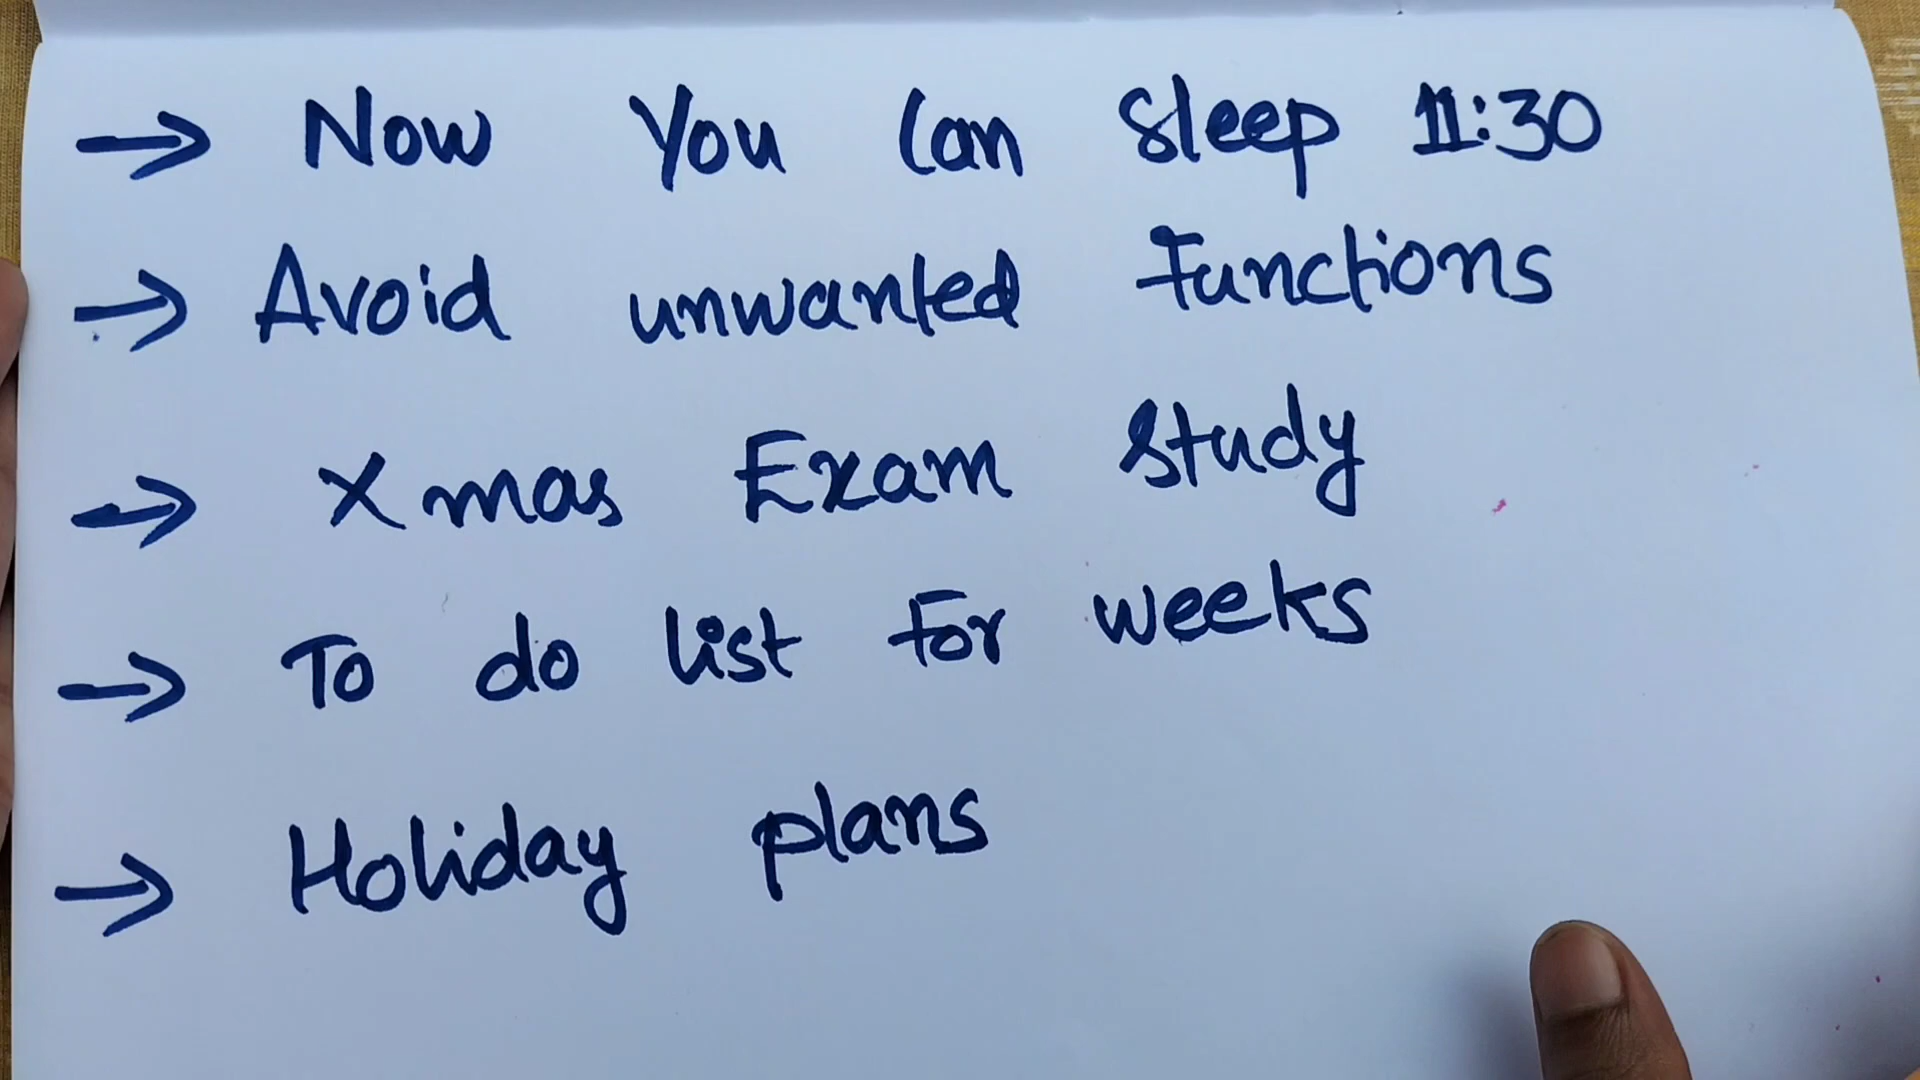 → Now You Can Sleep 11:30
→ Avoid unwanted Functions
→ Xmas Exam Study
→ To do list For weeks
→ Holiday plans